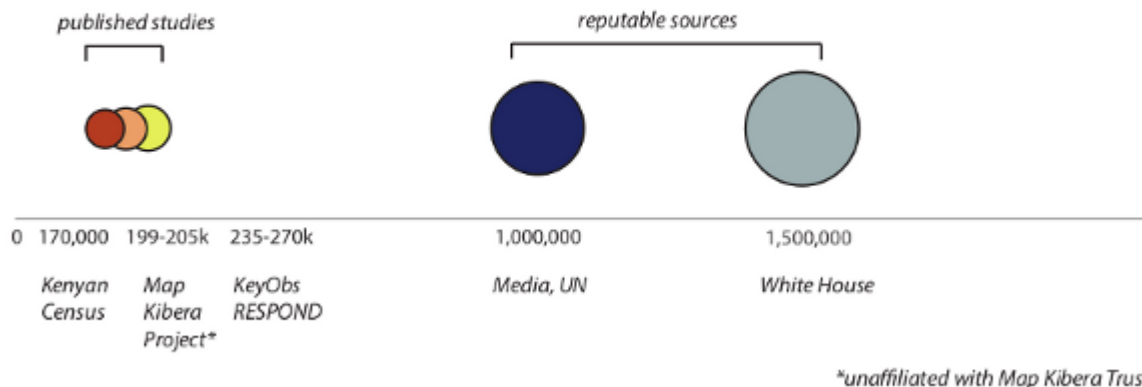 published studies
reputable sources
0 170,000 199-205k 235-270k 1,000,000 1,500,000
Kenyan Map KeyObs Media, UN White House
Census Kibera RESPOND
Project*
*unaffiliated with Map Kibera Trus